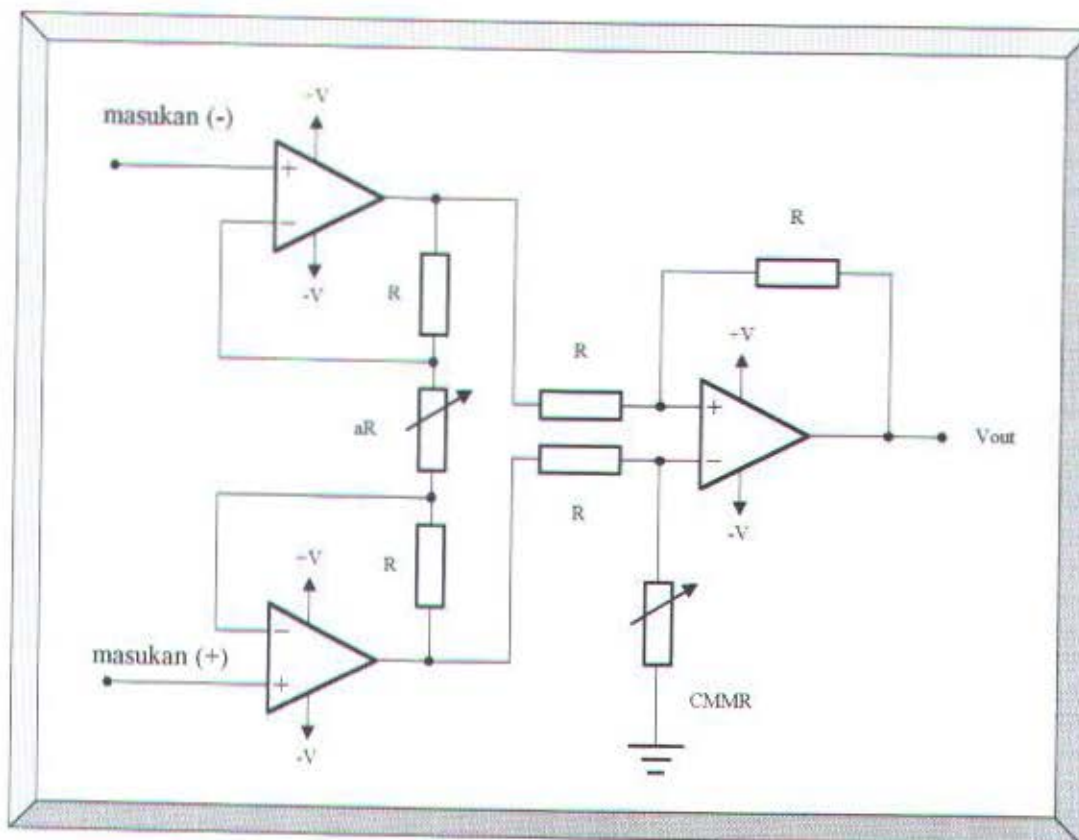 masukan (-)
+V
+
−
-V
R
R
aR
R
+V
+
−
-V
Vout
R
R
+V
−
+
-V
masukan (+)
CMMR